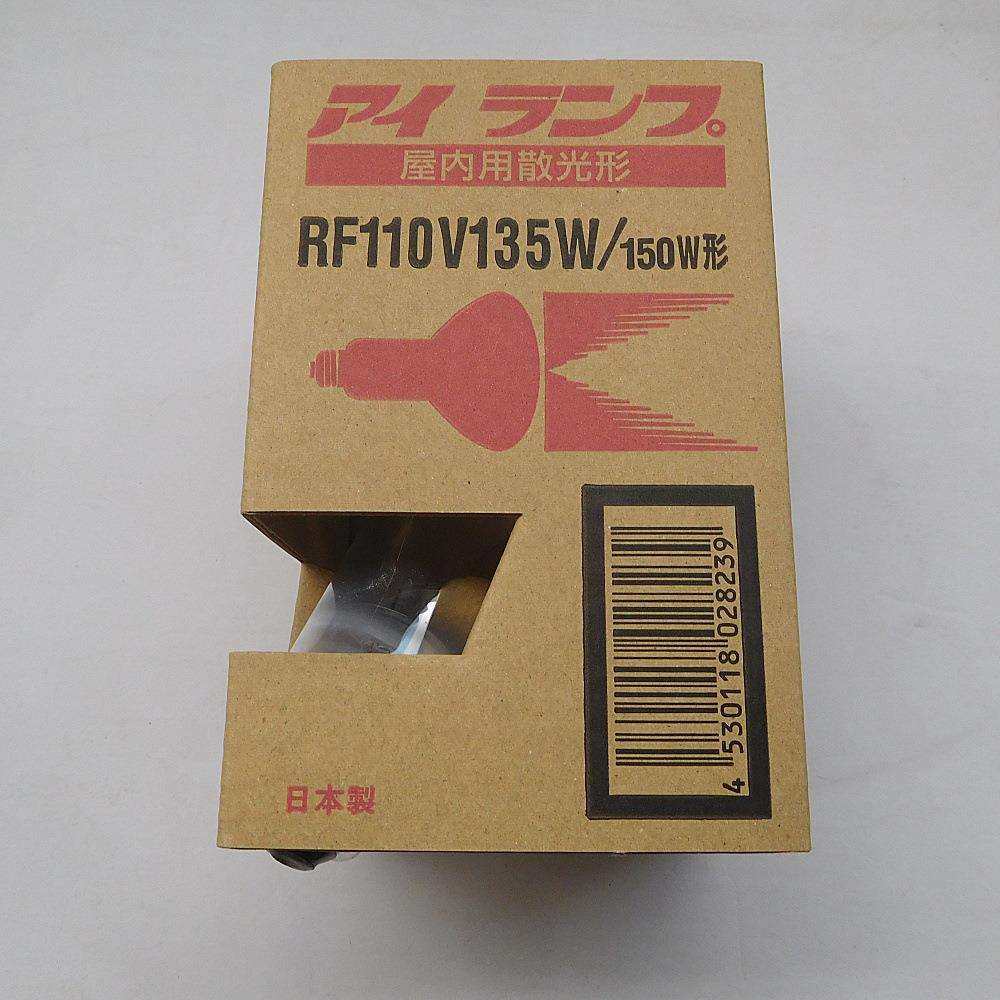 アイ ランプ。
屋内用散光形
RF110V135W/150W形
4 530118 028239
日本製